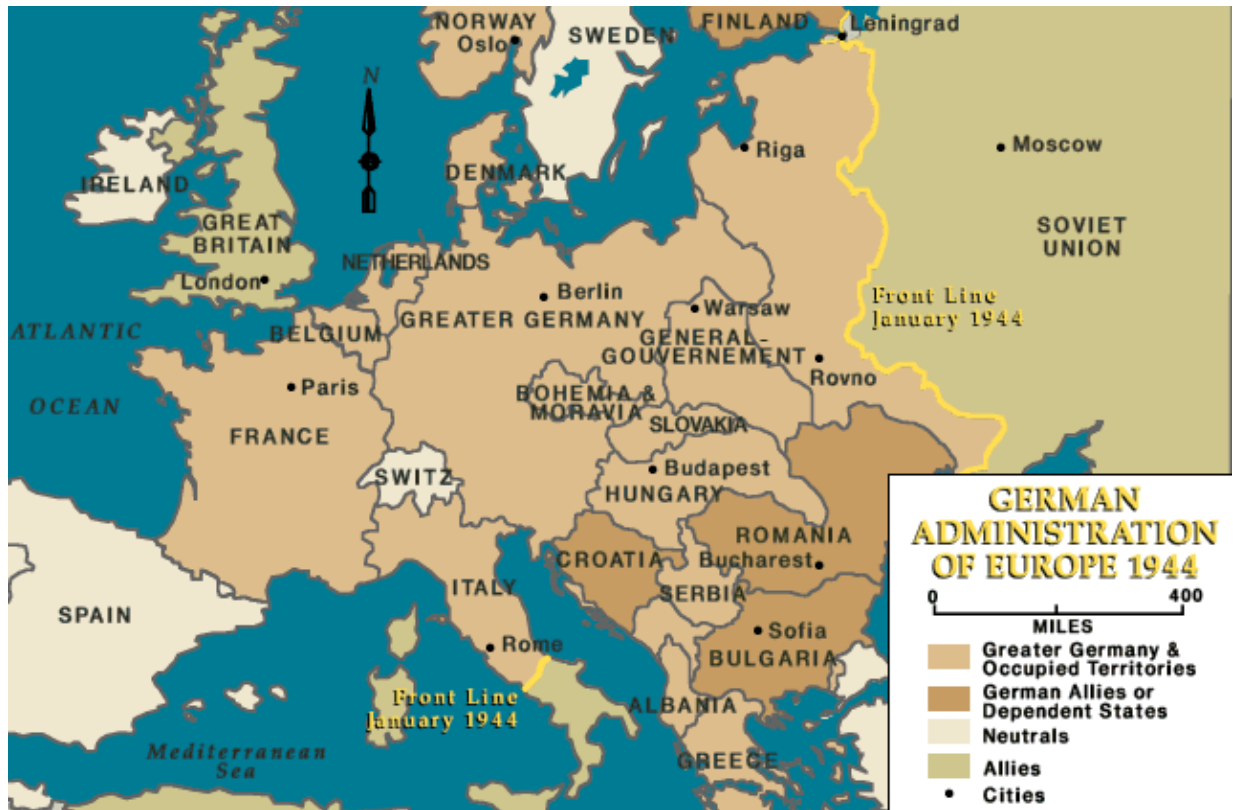 NORWAY
Oslo
SWEDEN
FINLAND
Leningrad
N
Riga
Moscow
IRELAND
DENMARK
GREAT
BRITAIN
SOVIET
UNION
London
NETHERLANDS
Berlin
GREATER GERMANY
Warsaw
Front Line
January 1944
ATLANTIC
OCEAN
BELGIUM
GENERAL-
GOUVERNEMENT
Rovno
Paris
BOHEMIA &
MORAVIA
FRANCE
SLOVAKIA
SWITZ
Budapest
HUNGARY
ROMANIA
Bucharest
CROATIA
ITALY
SERBIA
SPAIN
Rome
Sofia
BULGARIA
Front Line
January 1944
ALBANIA
Mediterranean
Sea
GREECE
GERMAN
ADMINISTRATION
OF EUROPE 1944
0 400
MILES
Greater Germany &
Occupied Territories
German Allies or
Dependent States
Neutrals
Allies
Cities